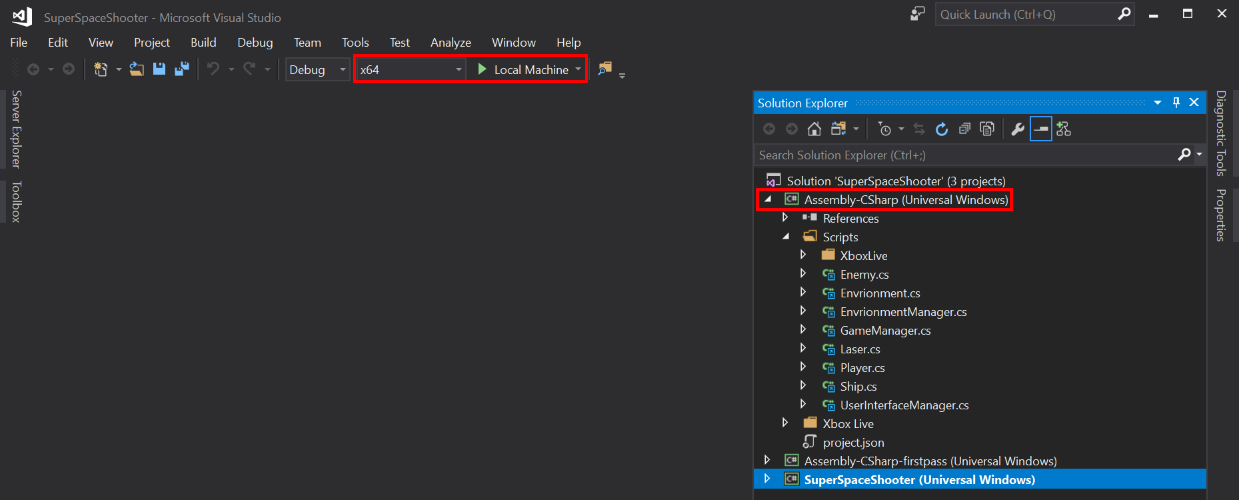 SuperSpaceShooter - Microsoft Visual Studio
Quick Launch (Ctrl+Q)
File Edit View Project Build Debug Team Tools Test Analyze Window Help
Debug x64 Local Machine
Server Explorer
Toolbox
Solution Explorer
Search Solution Explorer (Ctrl+;)
Solution 'SuperSpaceShooter' (3 projects)
C# Assembly-CSharp (Universal Windows)
References
Scripts
XboxLive
C# Enemy.cs
C# Envrionment.cs
C# EnvrionmentManager.cs
C# GameManager.cs
C# Laser.cs
C# Player.cs
C# Ship.cs
C# UserInterfaceManager.cs
Xbox Live
project.json
C# Assembly-CSharp-firstpass (Universal Windows)
C# SuperSpaceShooter (Universal Windows)
Diagnostic Tools
Properties